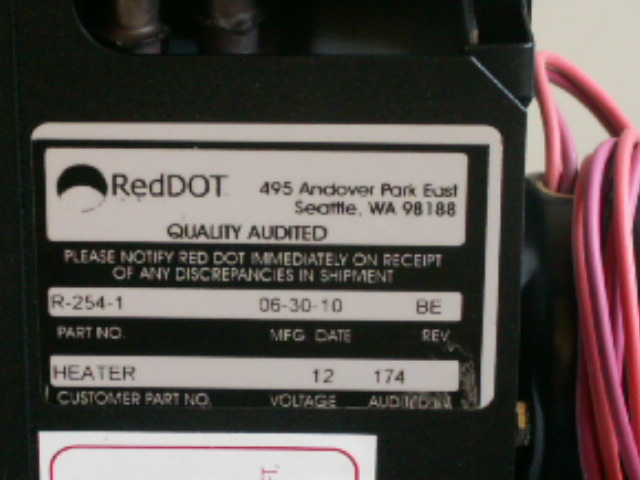 RedDOT 495 Andover Park East
Seattle, WA 98188
QUALITY AUDITED
PLEASE NOTIFY RED DOT IMMEDIATELY ON RECEIPT
OF ANY DISCREPANCIES IN SHIPMENT
R-254-1 06-30-10 BE
PART NO. MFG. DATE REV.
HEATER 12 174
CUSTOMER PART NO. VOLTAGE AUDITED